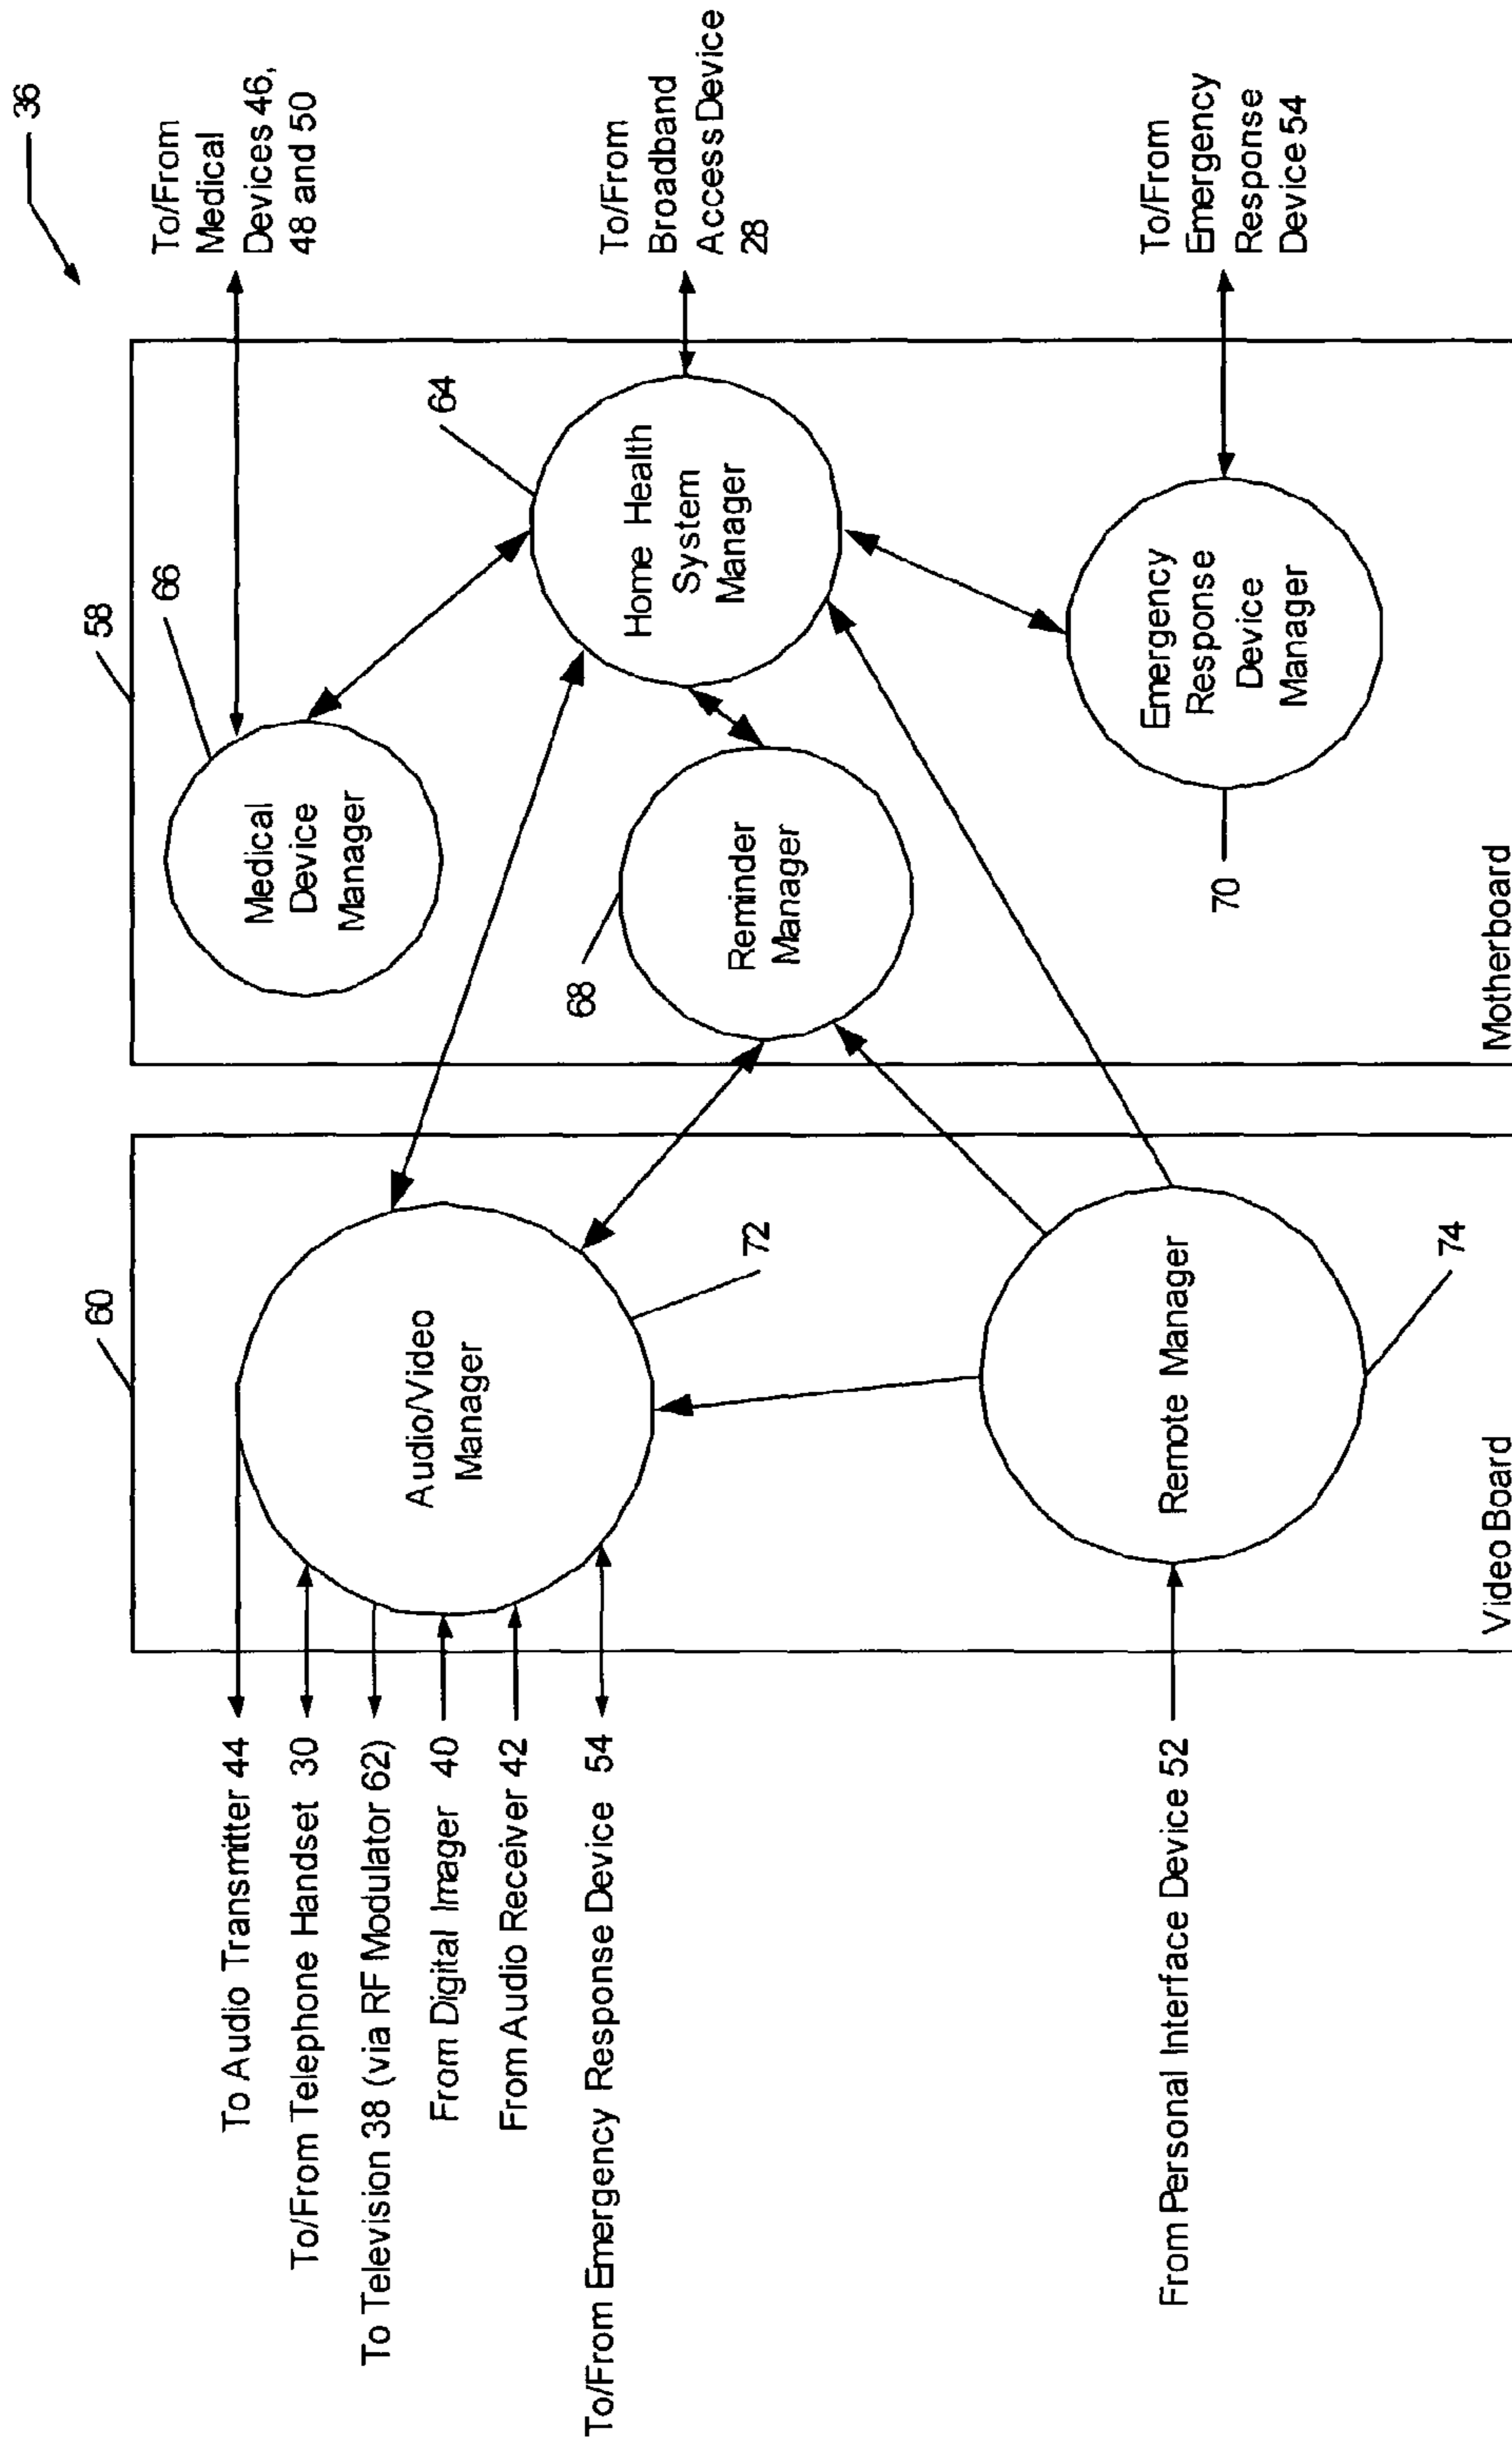 36
To/From
Medical
Devices 46,
48 and 50
To/From
Broadband
Access Device
28
To/From
Emergency
Response
Device 54
58
66
Medical
Device
Manager
64
Home Health
System
Manager
68
Reminder
Manager
Emergency
Response
Device
Manager
70
Motherboard
60
Audio/Video
Manager
72
Remote Manager
74
Video Board
To Audio Transmitter 44
To/From Telephone Handset 30
To Television 38 (via RF Modulator 62)
From Digital Imager 40
From Audio Receiver 42
To/From Emergency Response Device 54
From Personal Interface Device 52